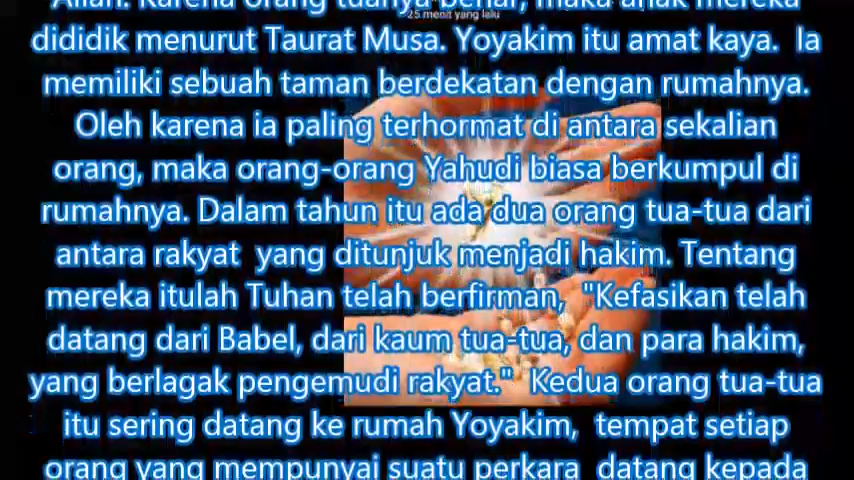 Allah. Karena orang tuanya benar, maka anak mereka
25 menit yang lalu
dididik menurut Taurat Musa. Yoyakim itu amat kaya.  Ia
memiliki sebuah taman berdekatan dengan rumahnya.
Oleh karena ia paling terhormat di antara sekalian
orang, maka orang-orang Yahudi biasa berkumpul di
rumahnya. Dalam tahun itu ada dua orang tua-tua dari
antara rakyat  yang ditunjuk menjadi hakim. Tentang
mereka itulah Tuhan telah berfirman,  "Kefasikan telah
datang dari Babel, dari kaum tua-tua, dan para hakim,
yang berlagak pengemudi rakyat."  Kedua orang tua-tua
itu sering datang ke rumah Yoyakim,  tempat setiap
orang yang mempunyai suatu perkara  datang kepada